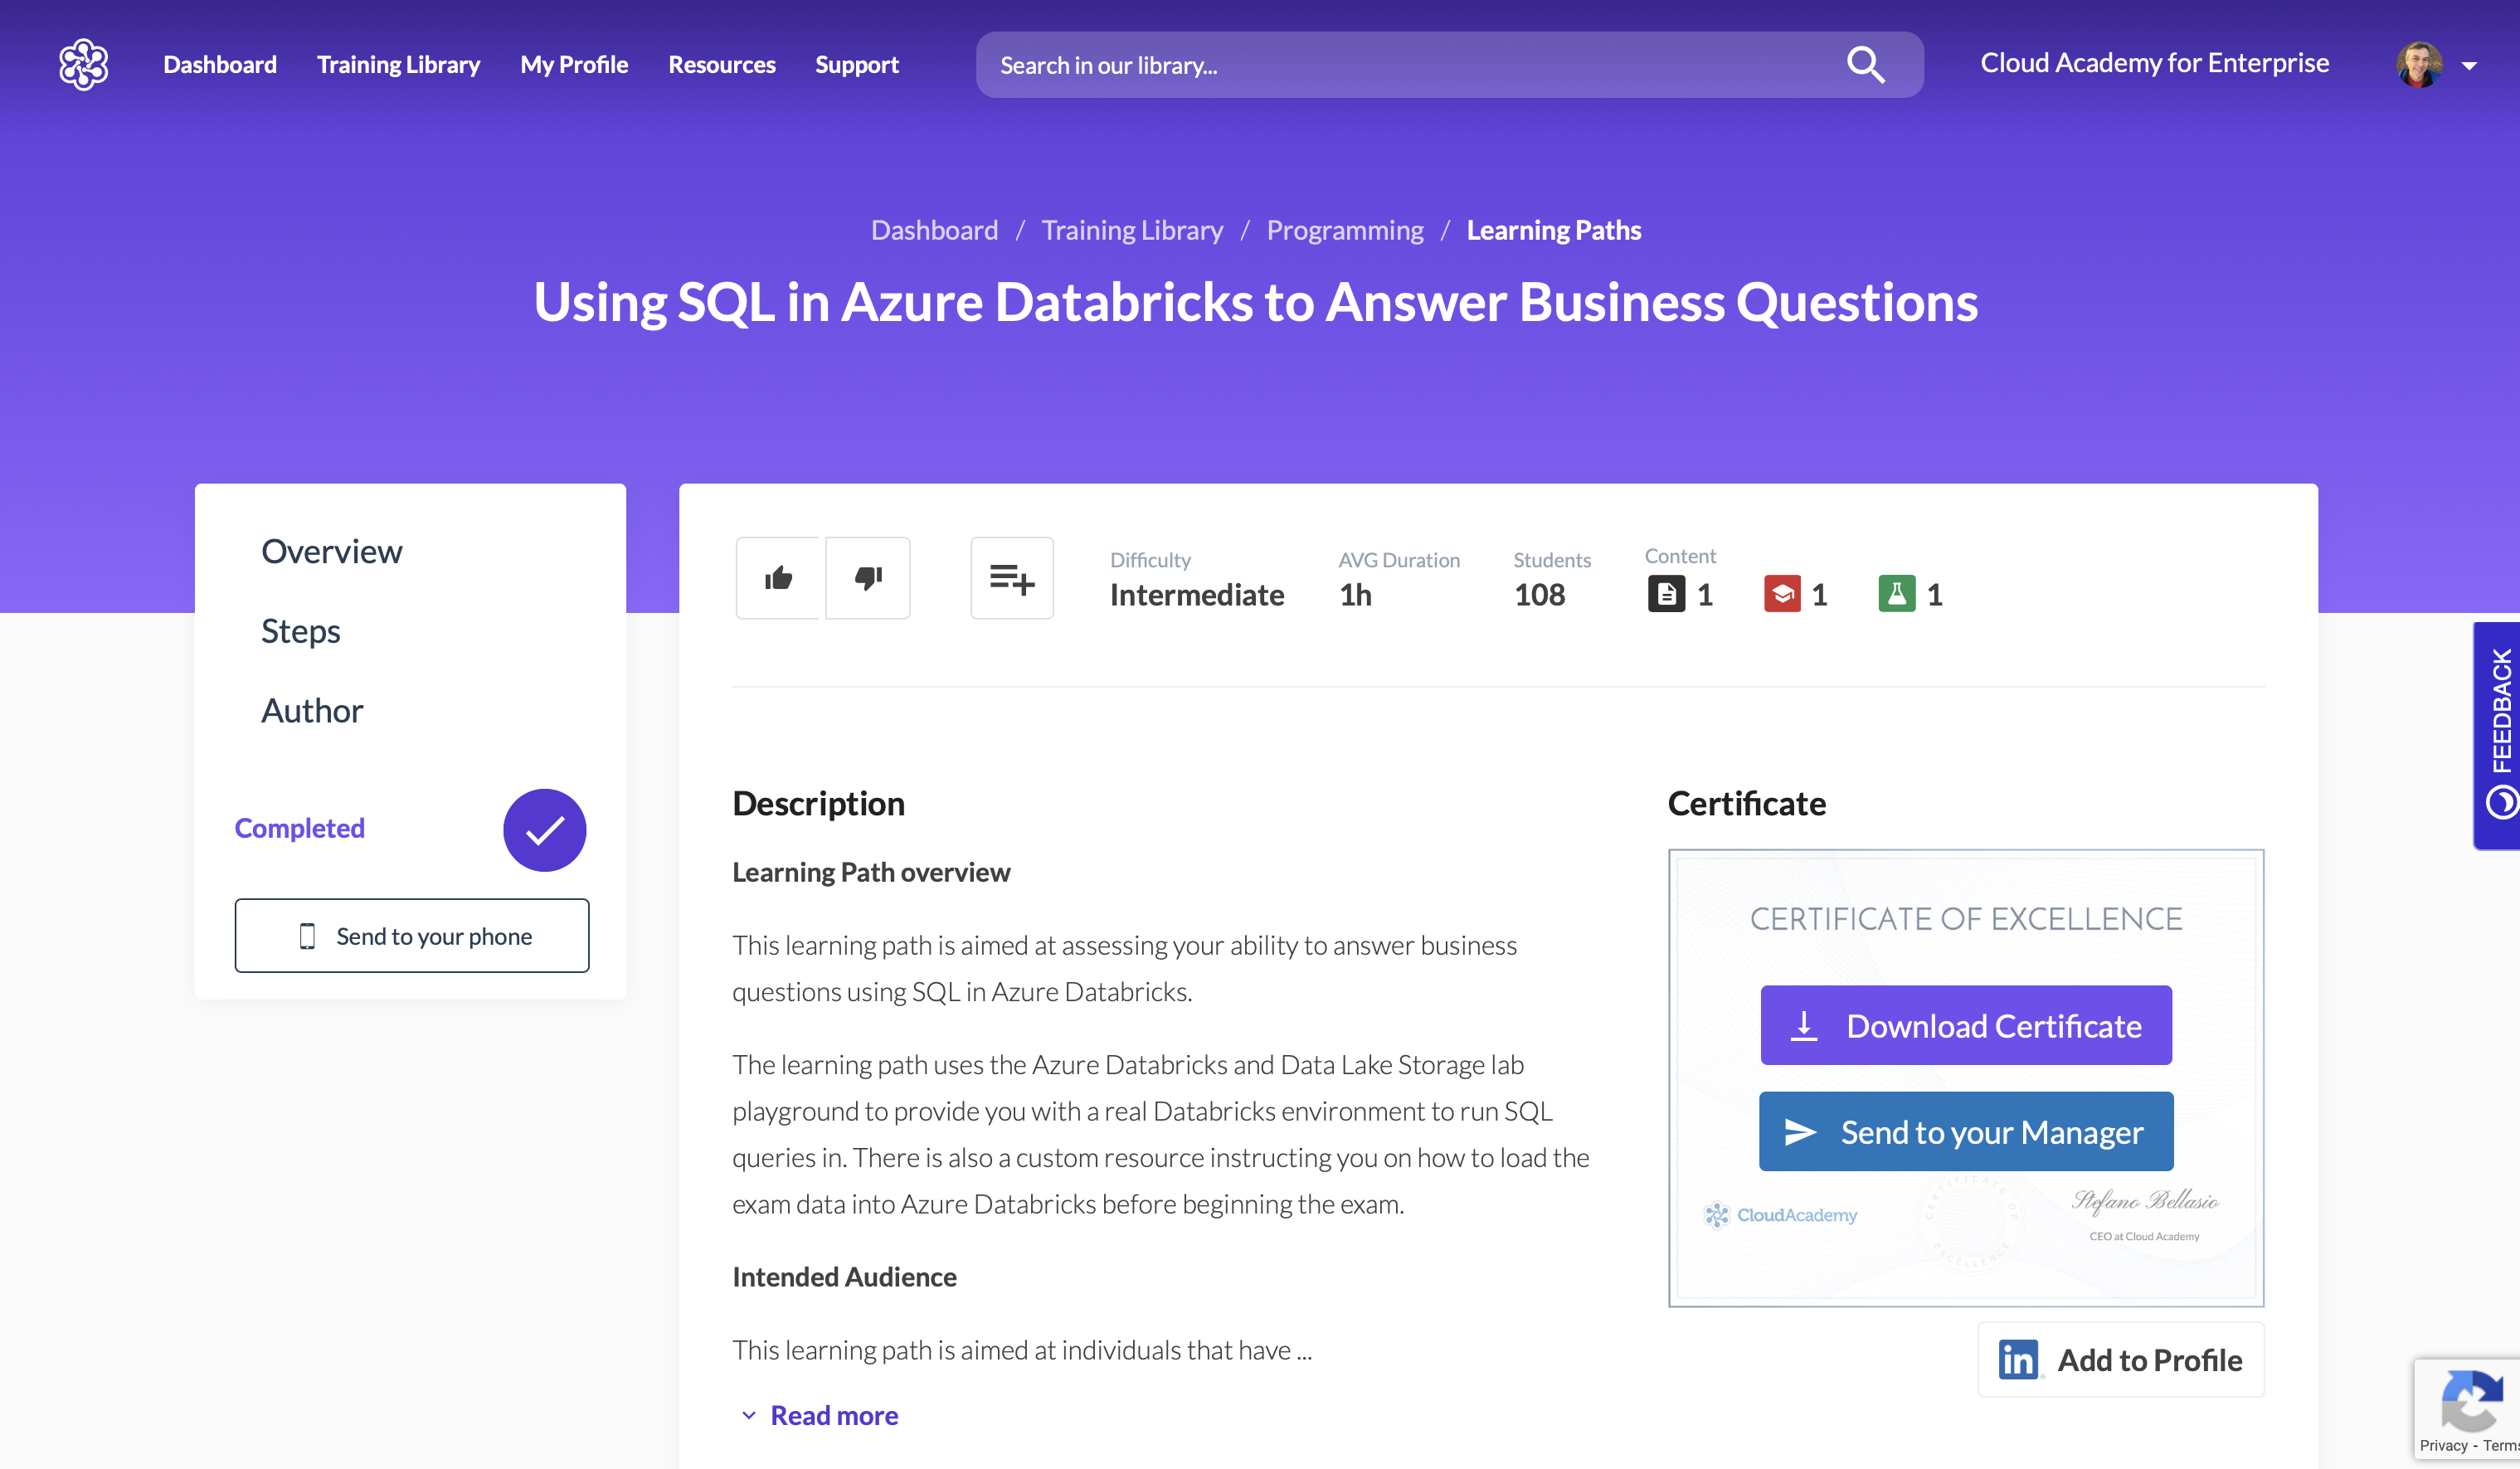 Dashboard Training Library My Profile Resources Support Search in our library... Cloud Academy for Enterprise
Dashboard / Training Library / Programming / Learning Paths
Using SQL in Azure Databricks to Answer Business Questions
Overview
Steps
Author
Completed
Send to your phone
Difficulty
Intermediate
AVG Duration
1h
Students
108
Content
1 1 1
Description
Learning Path overview
This learning path is aimed at assessing your ability to answer business
questions using SQL in Azure Databricks.
The learning path uses the Azure Databricks and Data Lake Storage lab
playground to provide you with a real Databricks environment to run SQL
queries in. There is also a custom resource instructing you on how to load the
exam data into Azure Databricks before beginning the exam.
Intended Audience
This learning path is aimed at individuals that have ...
Read more
Certificate
CERTIFICATE OF EXCELLENCE
Download Certificate
Send to your Manager
CloudAcademy
CERTIFICATE OF
EXCELLENCE
Stefano Bellasio
CEO at Cloud Academy
in Add to Profile
FEEDBACK
Privacy - Terms